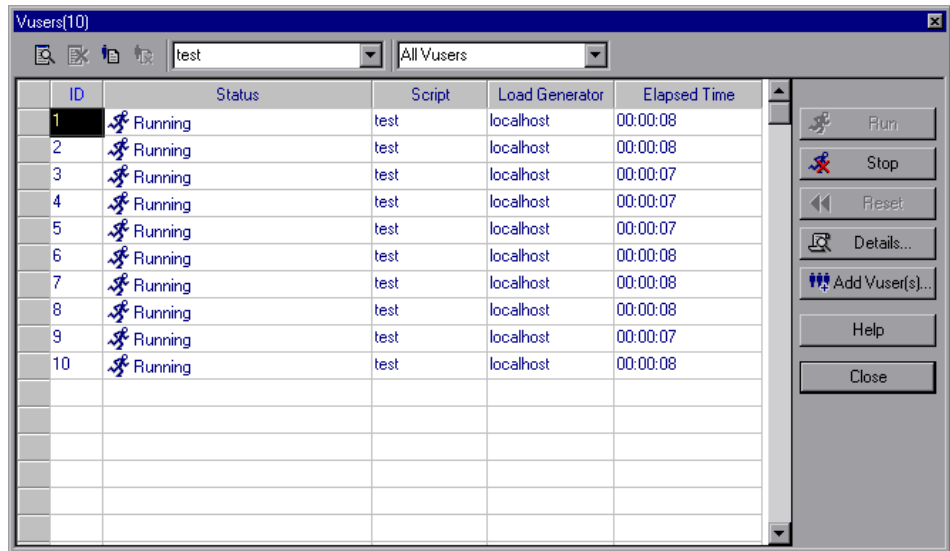 Vusers(10)
test All Vusers
ID Status Script Load Generator Elapsed Time
1 Running test localhost 00:00:08
2 Running test localhost 00:00:08
3 Running test localhost 00:00:07
4 Running test localhost 00:00:07
5 Running test localhost 00:00:07
6 Running test localhost 00:00:08
7 Running test localhost 00:00:08
8 Running test localhost 00:00:08
9 Running test localhost 00:00:07
10 Running test localhost 00:00:08
Run
Stop
Reset
Details...
Add Vuser(s)...
Help
Close